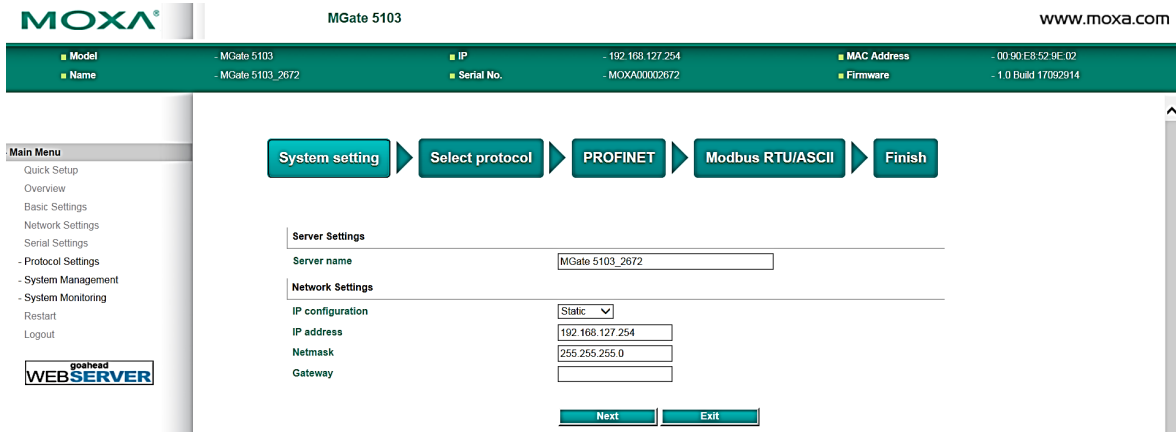 MOXA®
MGate 5103
www.moxa.com
Model - MGate 5103 IP - 192.168.127.254 MAC Address - 00:90:E8:52:9E:02
Name - MGate 5103_2672 Serial No. - MOXA00002672 Firmware - 1.0 Build 17092914
- Main Menu
Quick Setup
Overview
Basic Settings
Network Settings
Serial Settings
- Protocol Settings
- System Management
- System Monitoring
Restart
Logout
goahead
WEBSERVER
System setting Select protocol PROFINET Modbus RTU/ASCII Finish
Server Settings
Server name MGate 5103_2672
Network Settings
IP configuration Static
IP address 192.168.127.254
Netmask 255.255.255.0
Gateway
Next Exit